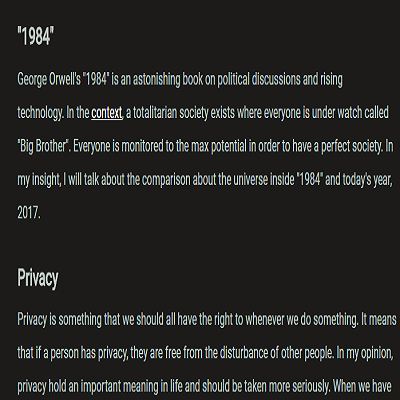 "1984"
George Orwell's "1984" is an astonishing book on political discussions and rising
technology. In the context, a totalitarian society exists where everyone is under watch called
"Big Brother". Everyone is monitored to the max potential in order to have a perfect society. In
my insight, I will talk about the comparison about the universe inside "1984" and today's year,
2017.
Privacy
Privacy is something that we should all have the right to whenever we do something. It means
that if a person has privacy, they are free from the disturbance of other people. In my opinion,
privacy hold an important meaning in life and should be taken more seriously. When we have